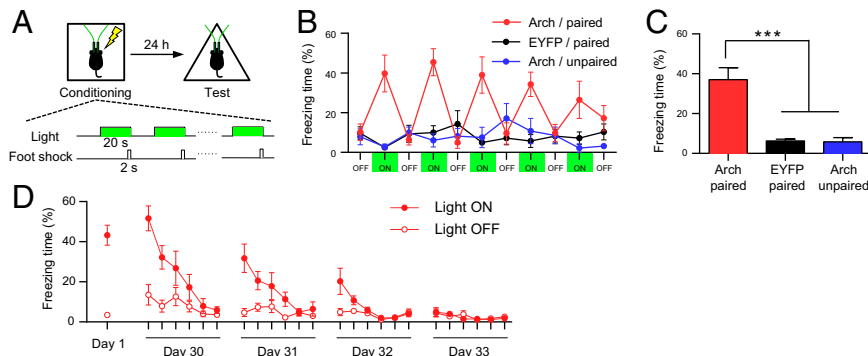 A
24 h
Conditioning
Test
Light
20 s
Foot shock
2 s
B
Arch / paired
EYFP / paired
Arch / unpaired
Freezing time (%)
60
40
20
0
OFF ON OFF ON OFF ON OFF ON OFF ON OFF
C
Freezing time (%)
60
40
20
0
***
Arch paired
EYFP paired
Arch unpaired
D
Light ON
Light OFF
Freezing time (%)
60
40
20
0
Day 1 Day 30 Day 31 Day 32 Day 33